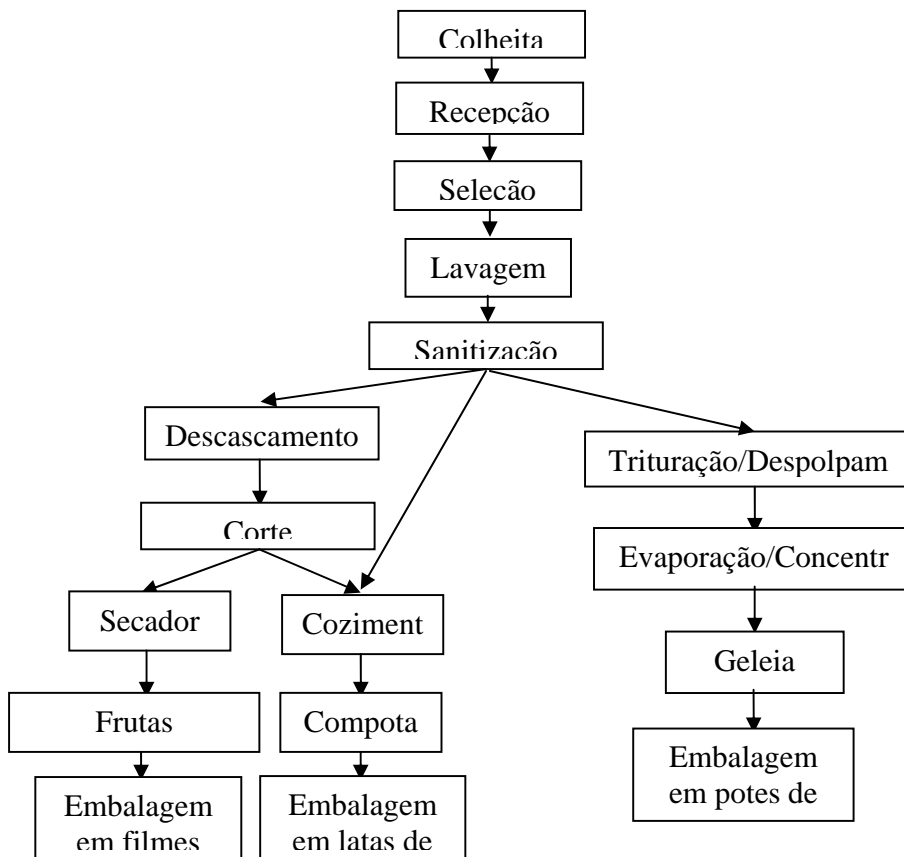 Colheita
Recepção
Seleção
Lavagem
Sanitização
Descascamento
Trituração/Despolpam
Corte
Evaporação/Concentr
Secador
Coziment
Geleia
Frutas
Compota
Embalagem
em potes de
Embalagem
em filmes
Embalagem
em latas de